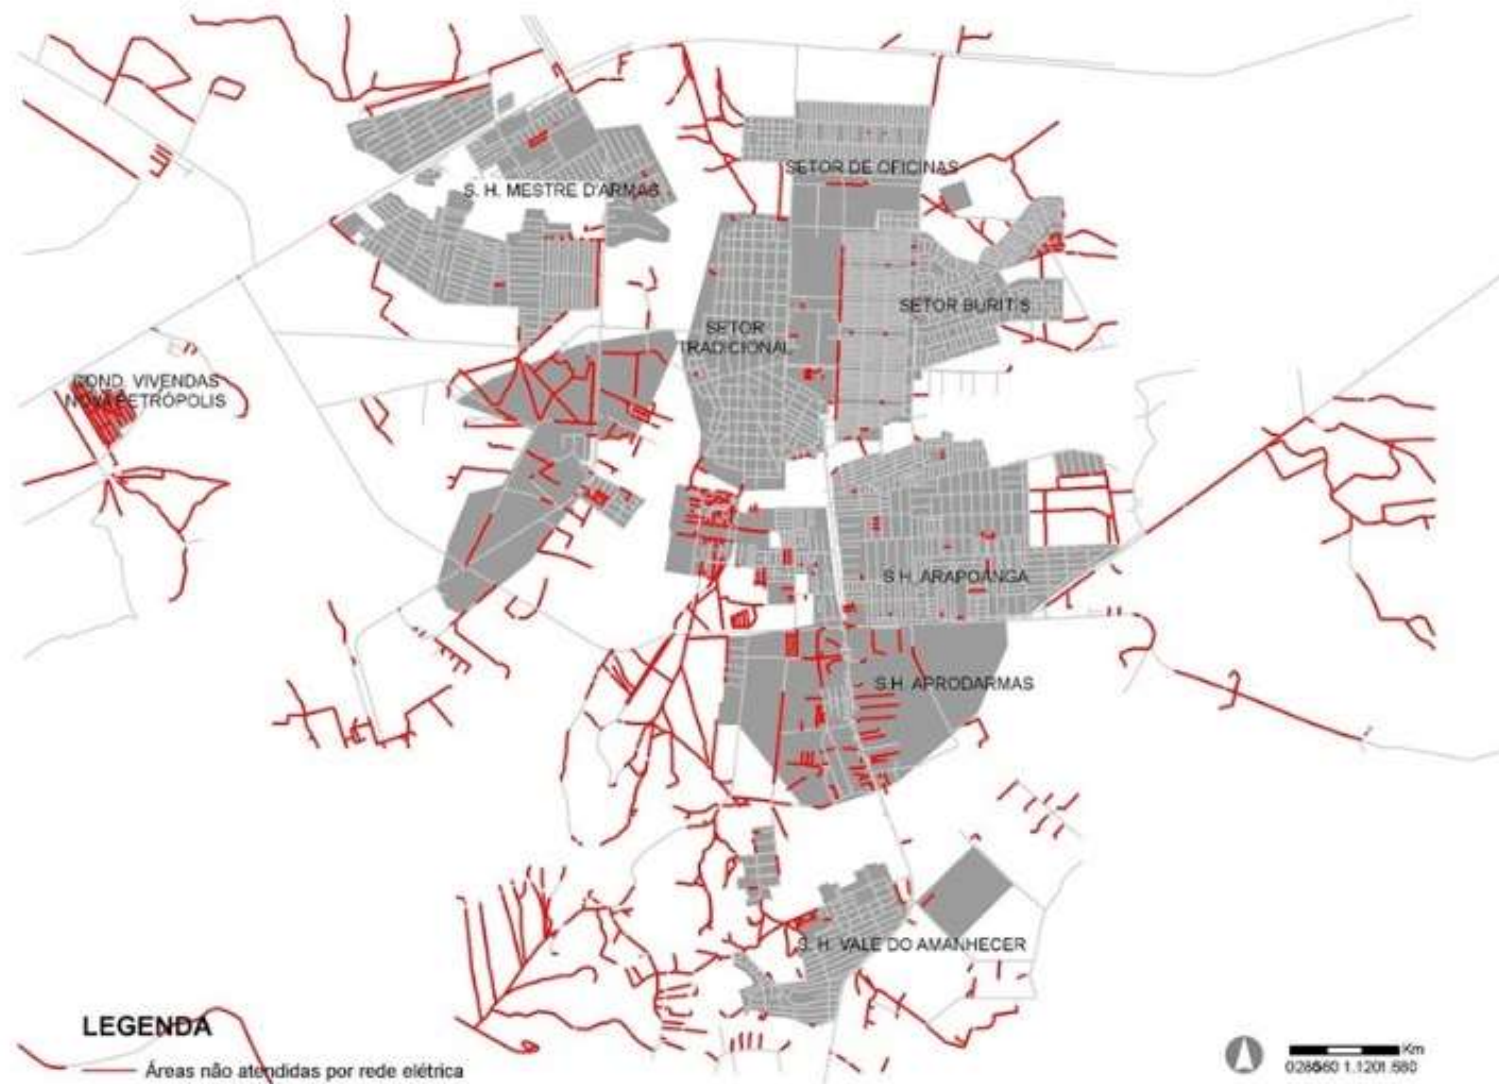 SETOR DE OFICINAS
S. H. MESTRE D'ARMAS
SETOR BURITIS
SETOR
TRADICIONAL
COND. VIVENDAS
NOVA PETRÓPOLIS
S.H. ARAPOANGA
S.H. APRODARMAS
S. H. VALE DO AMANHECER
LEGENDA
Áreas não atendidas por rede elétrica
Km